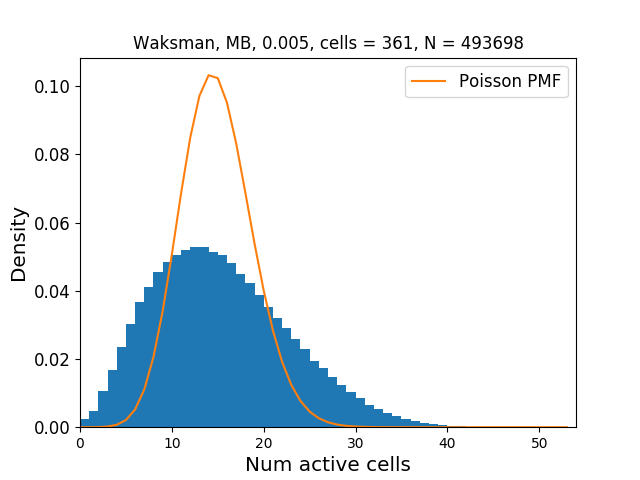 Waksman, MB, 0.005, cells = 361, N = 493698
Poisson PMF
Density
0.10
0.08
0.06
0.04
0.02
0.00
0 10 20 30 40 50
Num active cells